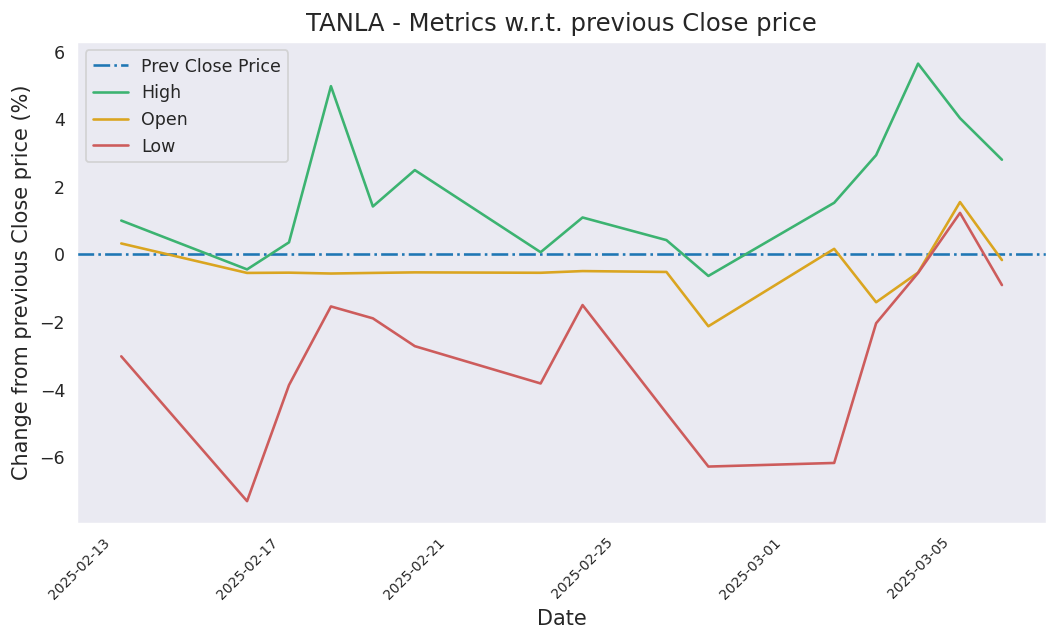 TANLA - Metrics w.r.t. previous Close price
Change from previous Close price (%)
6
4
2
0
−2
−4
−6
Prev Close Price
High
Open
Low
2025-02-13
2025-02-17
2025-02-21
2025-02-25
2025-03-01
2025-03-05
Date